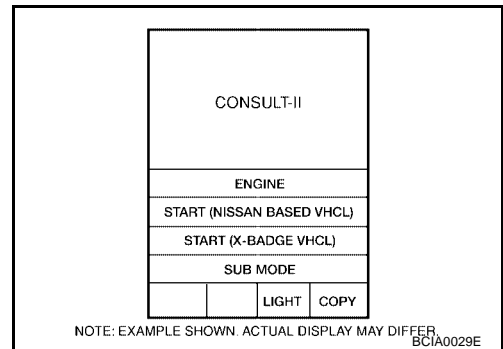 CONSULT-II
ENGINE
START (NISSAN BASED VHCL)
START (X-BADGE VHCL)
SUB MODE
LIGHT COPY
NOTE: EXAMPLE SHOWN. ACTUAL DISPLAY MAY DIFFER.
BCIA0029E